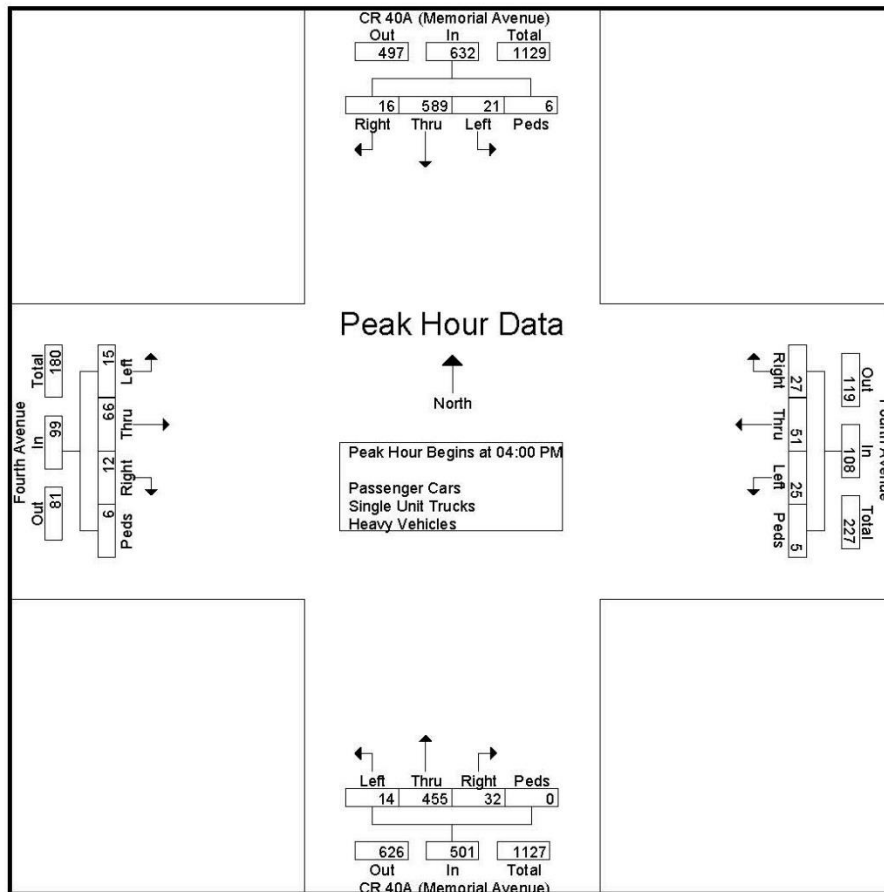 CR 40A (Memorial Avenue)
Out In Total
497 632 1129
16 589 21 6
Right Thru Left Peds
Peak Hour Data
North
Peak Hour Begins at 04:00 PM
Passenger Cars
Single Unit Trucks
Heavy Vehicles
Fourth Avenue
Out In Total
81 99 180
6 12 66 15
Peds Right Thru Left
Right Thru Left Peds
27 51 25 5
119 108 227
Out In Total
Fourth Avenue
Left Thru Right Peds
14 455 32 0
626 501 1127
Out In Total
CR 40A (Memorial Avenue)